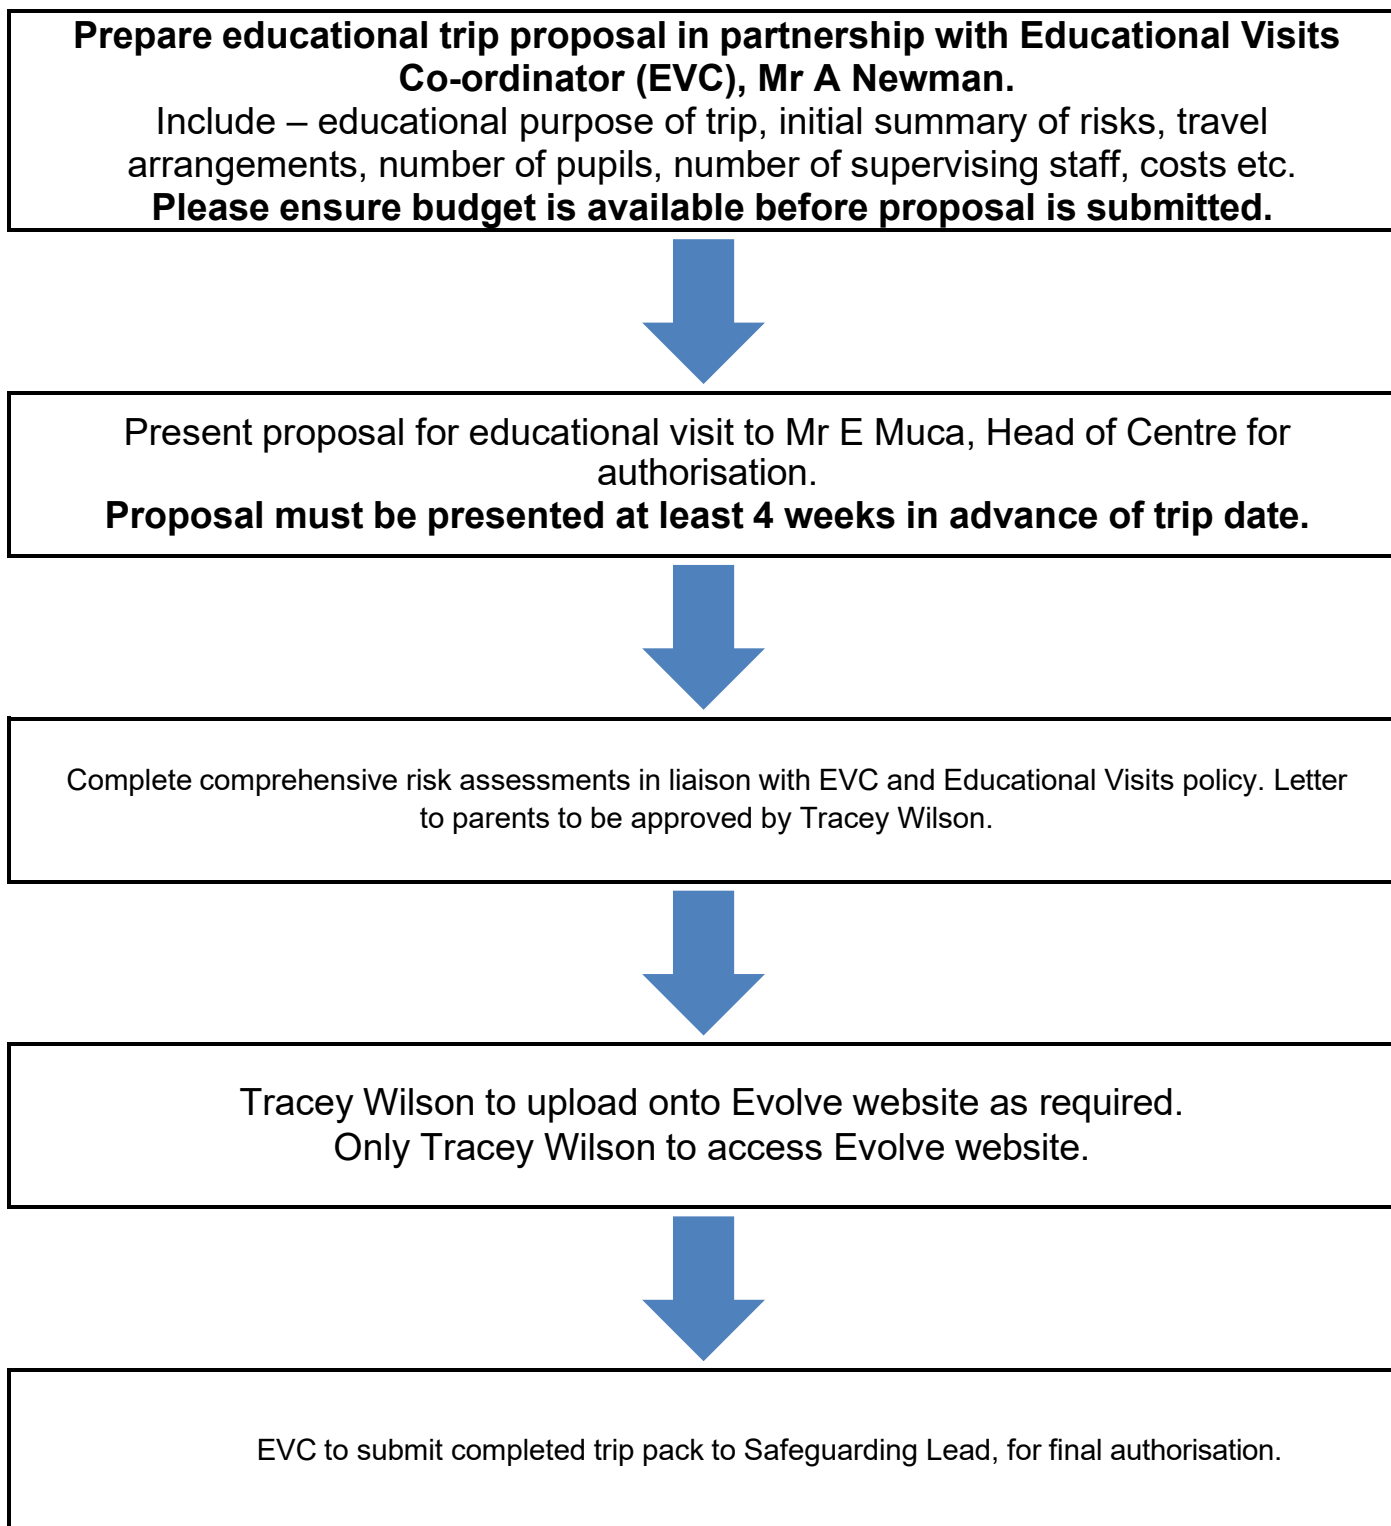 Prepare educational trip proposal in partnership with Educational Visits
Co-ordinator (EVC), Mr A Newman.
Include – educational purpose of trip, initial summary of risks, travel
arrangements, number of pupils, number of supervising staff, costs etc.
Please ensure budget is available before proposal is submitted.
Present proposal for educational visit to Mr E Muca, Head of Centre for
authorisation.
Proposal must be presented at least 4 weeks in advance of trip date.
Complete comprehensive risk assessments in liaison with EVC and Educational Visits policy. Letter
to parents to be approved by Tracey Wilson.
Tracey Wilson to upload onto Evolve website as required.
Only Tracey Wilson to access Evolve website.
EVC to submit completed trip pack to Safeguarding Lead, for final authorisation.